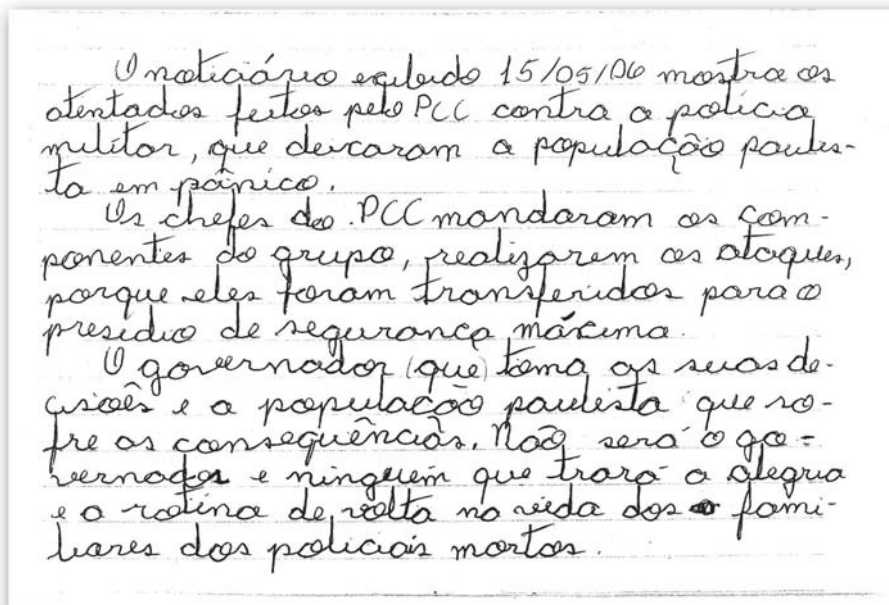 O noticiário exibido 15/05/06 mostra os
atentados feitos pelo PCC contra a polícia
militar, que deixaram a população paulis-
ta em pânico.
Os chefes do PCC mandaram os com-
ponentes do grupo, realizarem os ataques,
porque eles foram transferidos para o
presídio de segurança máxima.
O governador (que) toma as suas de-
cisoês e a população paulista que so-
fre as consequências. Não será o go-
vernador e ninguém que trará a alegria
e a rotina de volta na vida dos fami-
liares dos policiais mortos.